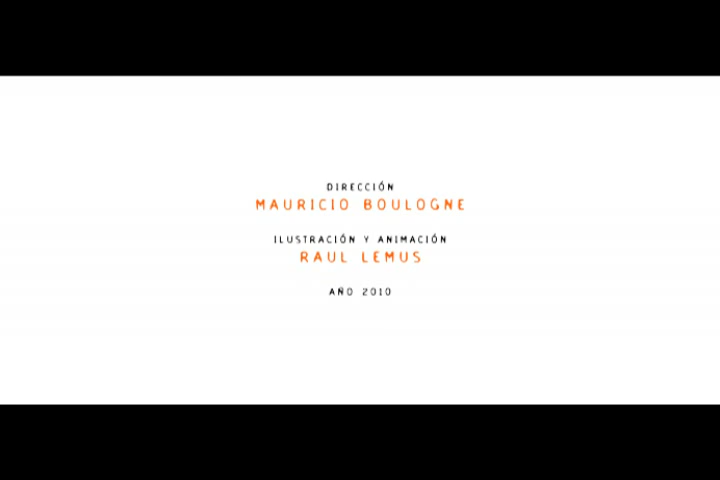 DIRECCIÓN
MAURICIO BOULOGNE
ILUSTRACIÓN Y ANIMACIÓN
RAUL LEMUS
AÑO 2010